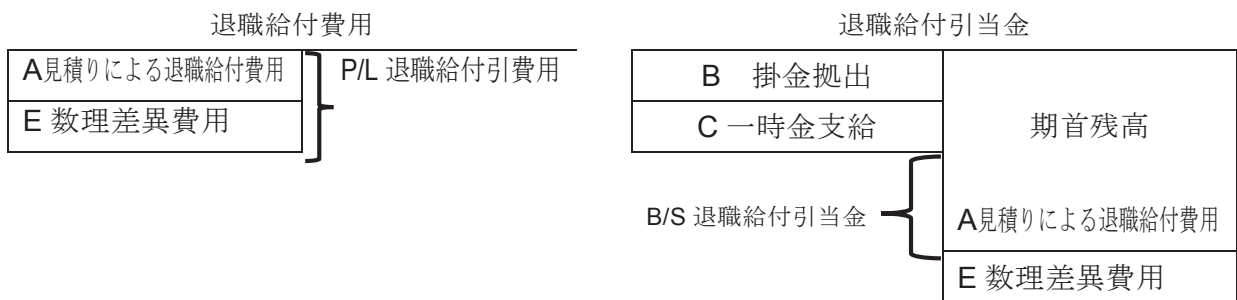 退職給付費用
A見積りによる退職給付費用
E 数理差異費用
P/L 退職給付引費用
退職給付引当金
B 掛金拠出
C 一時金支給
期首残高
B/S 退職給付引当金
A見積りによる退職給付費用
E 数理差異費用